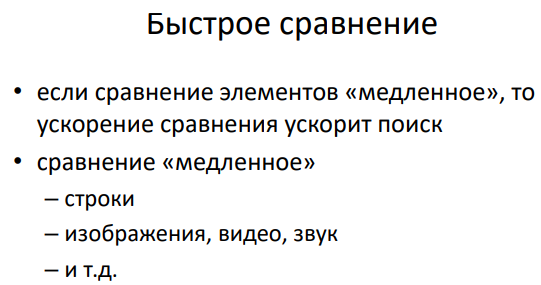 Быстрое сравнение
• если сравнение элементов «медленное», то
ускорение сравнения ускорит поиск
• сравнение «медленное»
– строки
– изображения, видео, звук
– и т.д.